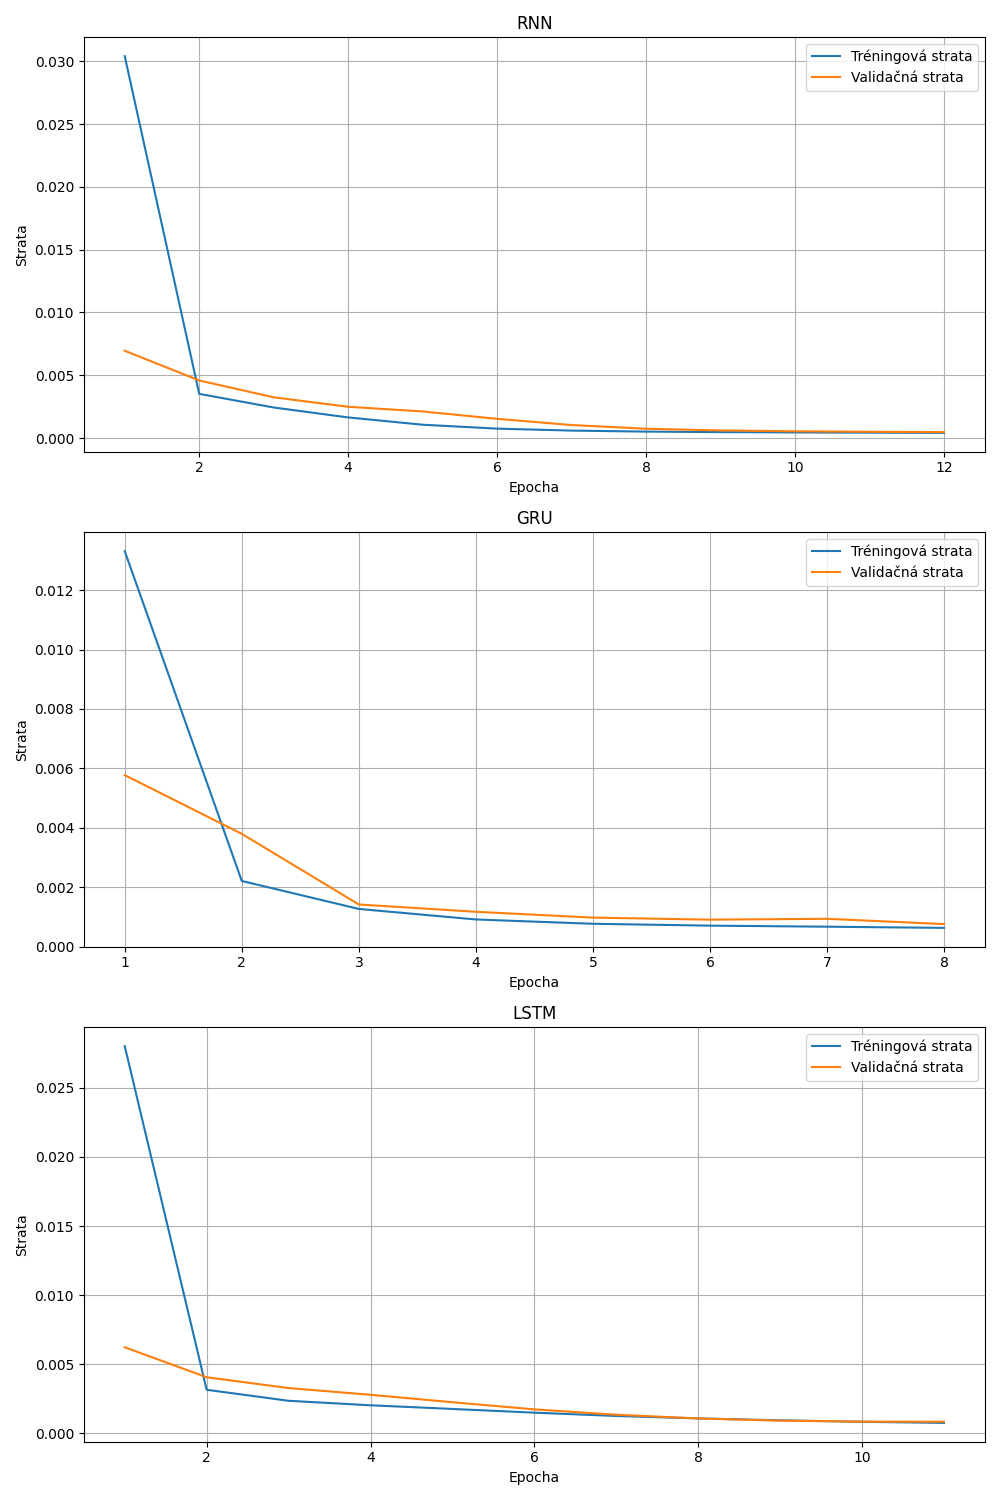 RNN
Tréningová strata
Validačná strata
0.030
0.025
0.020
0.015
0.010
0.005
0.000
Strata
2 4 6 8 10 12
Epocha
GRU
Tréningová strata
Validačná strata
0.012
0.010
0.008
0.006
0.004
0.002
0.000
Strata
1 2 3 4 5 6 7 8
Epocha
LSTM
Tréningová strata
Validačná strata
0.025
0.020
0.015
0.010
0.005
0.000
Strata
2 4 6 8 10
Epocha